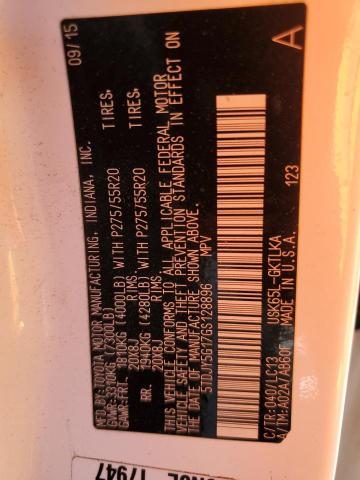 MFD.BY: TOYOTA MOTOR MANUFACTURING, INDIANA, INC. 09/15
GVWR: 3310KG (7300LB)
GAWR: FRT. 1810KG (4000LB) WITH P275/55R20 TIRES.
20X8J RIMS.
RR. 1940KG (4280LB) WITH P275/55R20 TIRES.
20X8J RIMS.
THIS VEHICLE CONFORMS TO ALL APPLICABLE FEDERAL MOTOR
VEHICLE SAFETY AND THEFT PREVENTION STANDARDS IN EFFECT ON
THE DATE OF MANUFACTURE SHOWN ABOVE.
5TDJY5G17GS128856 MPV
USK65L-GKTLKA 123 A
C/TR:040/LC13
A/TM:A02A/AB60F MADE IN U.S.A.
17947